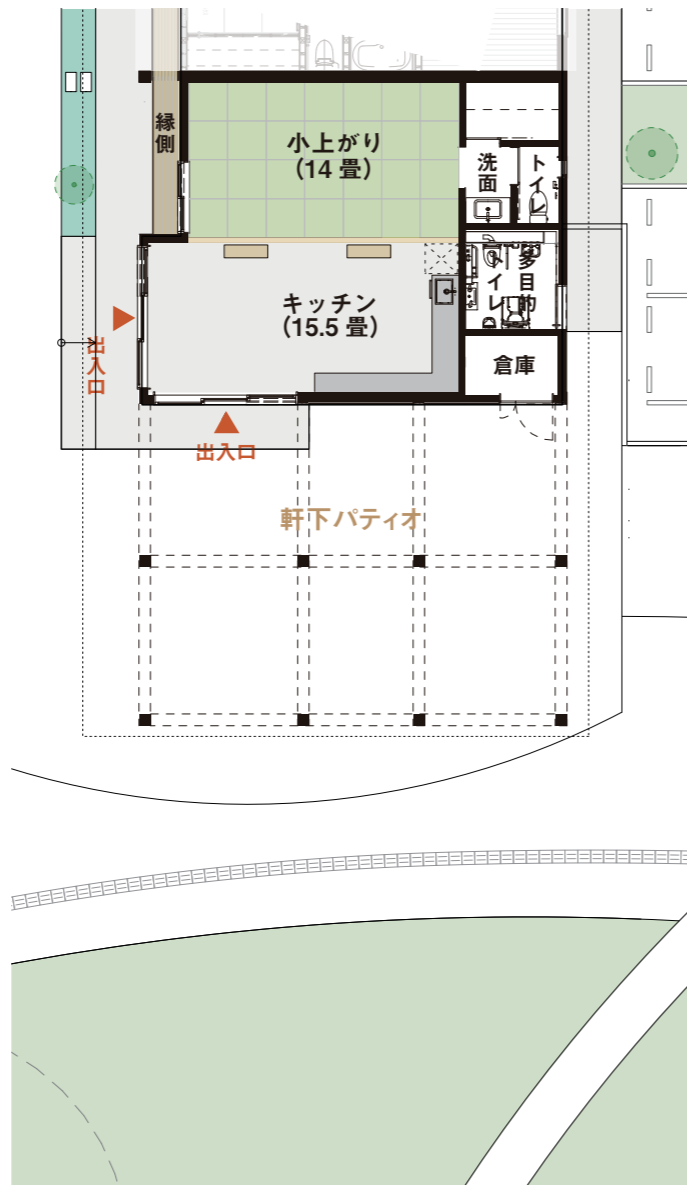 縁側
小上がり
(14 畳)
洗面
トイレ
キッチン
(15.5 畳)
多目的
トイレ
倉庫
出入口
出入口
軒下パティオ